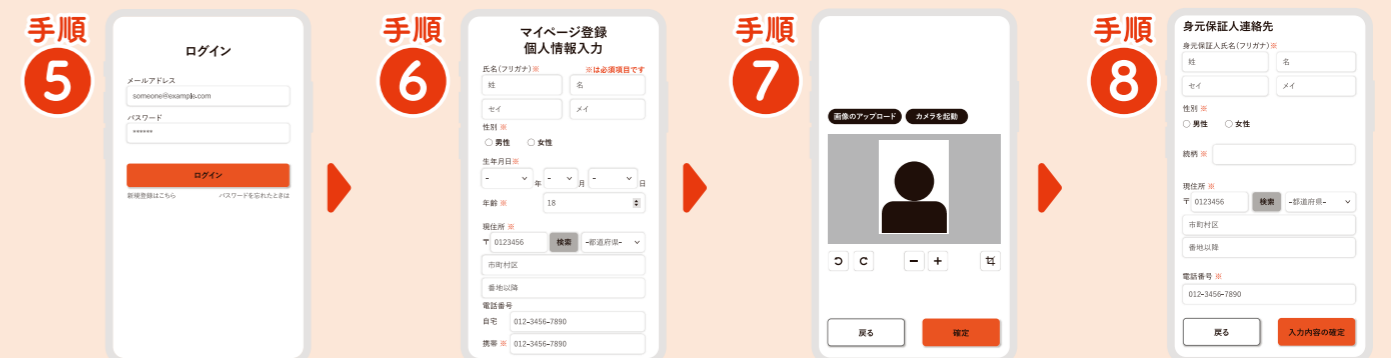 手順
5
ログイン
メールアドレス
someone@example.com
パスワード
******
ログイン
新規登録はこちら パスワードを忘れたときは
手順
6
マイページ登録
個人情報入力
氏名(フリガナ)※ ※は必須項目です
姓 名
セイ メイ
性別 ※
男性 女性
生年月日※
- 年 - 月 - 日
年齢 ※ 18
現住所 ※
〒 0123456 検索 -都道府県-
市町村区
番地以降
電話番号
自宅 012-3456-7890
携帯 ※ 012-3456-7890
手順
7
画像のアップロード カメラを起動
戻る 確定
手順
8
身元保証人連絡先
身元保証人氏名(フリガナ)※
姓 名
セイ メイ
性別 ※
男性 女性
続柄 ※
現住所 ※
〒 0123456 検索 -都道府県-
市町村区
番地以降
電話番号 ※
012-3456-7890
戻る 入力内容の確定